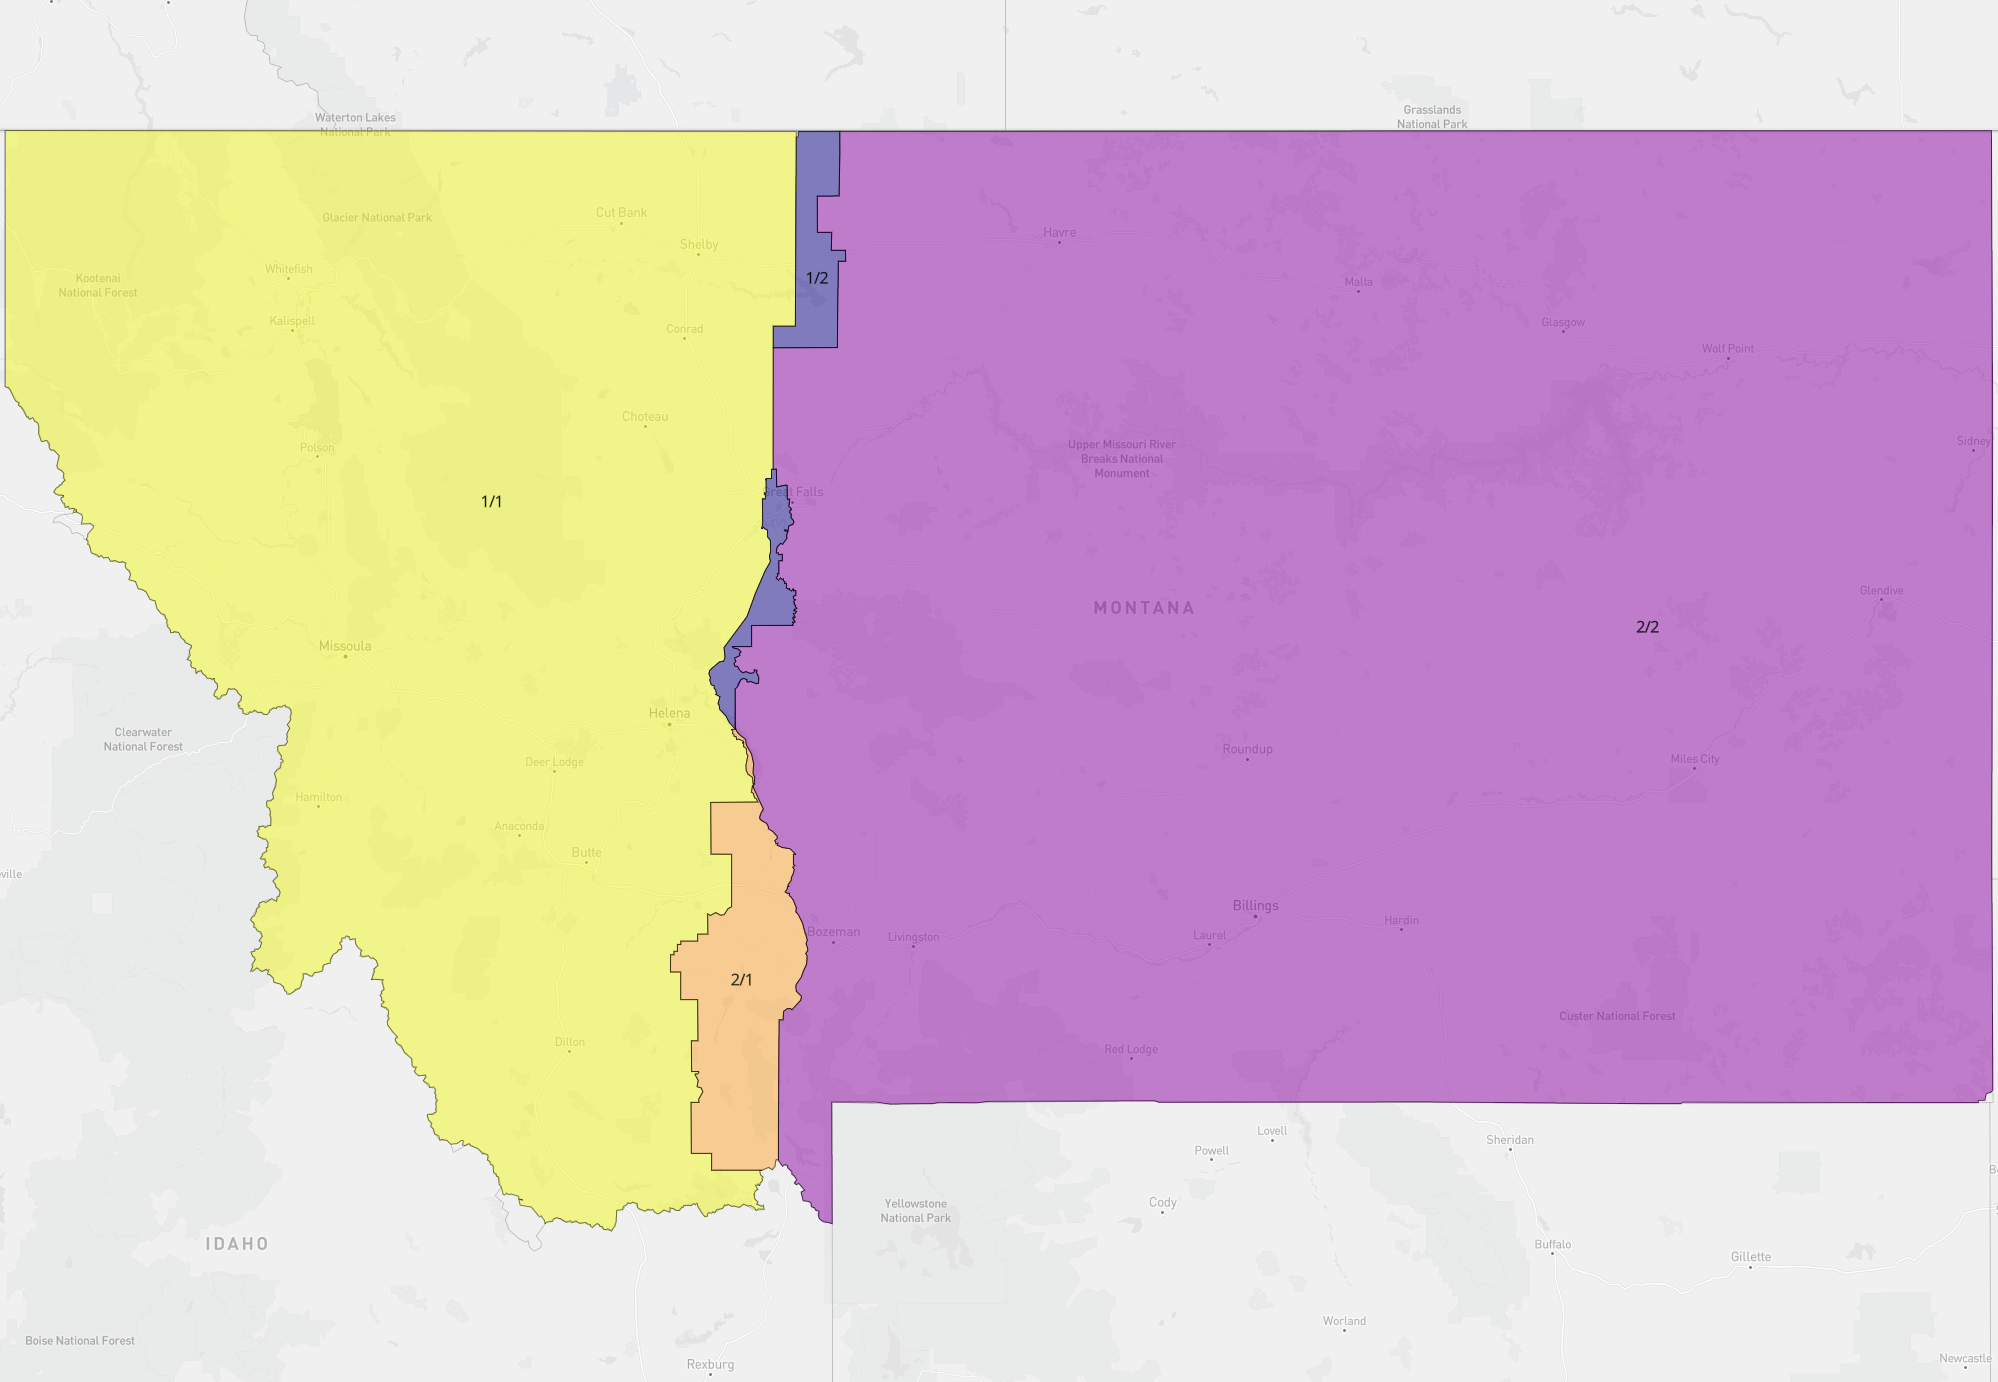 Waterton Lakes
National Park
Grasslands
National Park
Glacier National Park
Cut Bank
Shelby
Havre
Whitefish
Kootenai
National Forest
1/2
Malta
Kalispell
Conrad
Glasgow
Wolf Point
Choteau
Polson
Upper Missouri River
Breaks National
Monument
Sidney
Great Falls
1/1
Glendive
MONTANA
2/2
Missoula
Helena
Clearwater
National Forest
Deer Lodge
Roundup
Miles City
Hamilton
Anaconda
Butte
eville
Billings
Hardin
Bozeman
Livingston
Laurel
2/1
Custer National Forest
Dillon
Red Lodge
Lovell
Sheridan
Powell
Yellowstone
National Park
Cody
IDAHO
Buffalo
Gillette
Worland
Boise National Forest
Rexburg
Newcastle